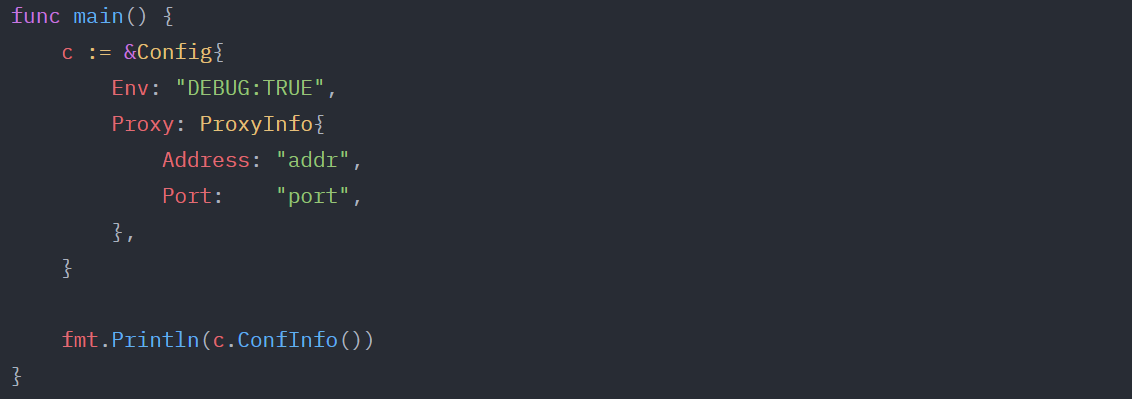 func main() {
    c := &Config{
        Env: "DEBUG:TRUE",
        Proxy: ProxyInfo{
            Address: "addr",
            Port:    "port",
        },
    }

    fmt.Println(c.ConfInfo())
}